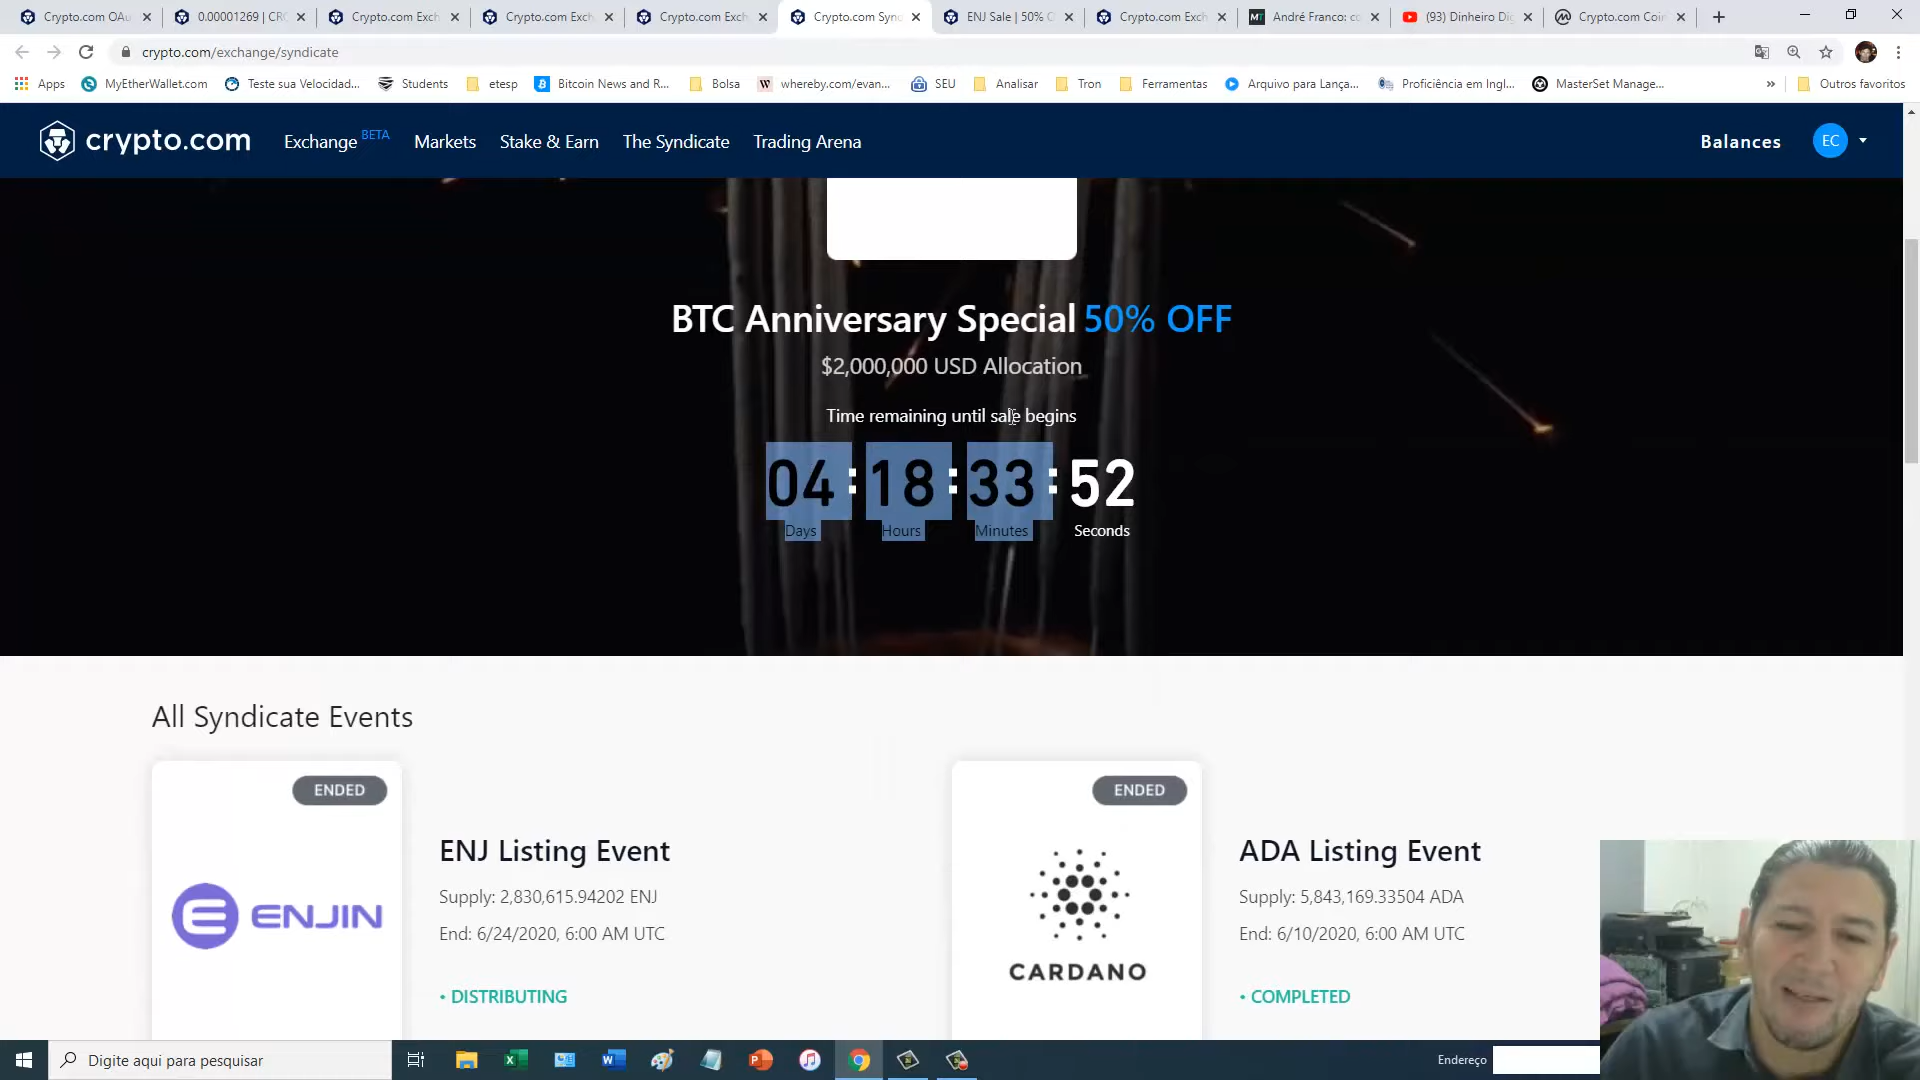 Crypto.com OAu
0.00001269 | CR
Crypto.com Exch
Crypto.com Exch
Crypto.com Exch
Crypto.com Sync
ENJ Sale | 50% O
Crypto.com Exch
MT
André Franco: co
(93) Dinheiro Dig
Crypto.com Coin
crypto.com/exchange/syndicate
Apps
MyEtherWallet.com
Teste sua Velocidad...
Students
etesp
Bitcoin News and R...
Bolsa
W whereby.com/evan...
SEU
Analisar
Tron
Ferramentas
Arquivo para Lança...
Proficiência em Ingl...
MasterSet Manage...
»
Outros favoritos
crypto.com
Exchange BETA
Markets
Stake & Earn
The Syndicate
Trading Arena
Balances
EC
BTC Anniversary Special 50% OFF
$2,000,000 USD Allocation
Time remaining until sale begins
04 : 18 : 33 : 52
Days Hours Minutes Seconds
All Syndicate Events
ENDED
ENJIN
ENJ Listing Event
Supply: 2,830,615.94202 ENJ
End: 6/24/2020, 6:00 AM UTC
• DISTRIBUTING
ENDED
CARDANO
ADA Listing Event
Supply: 5,843,169.33504 ADA
End: 6/10/2020, 6:00 AM UTC
• COMPLETED
Digite aqui para pesquisar
Endereço